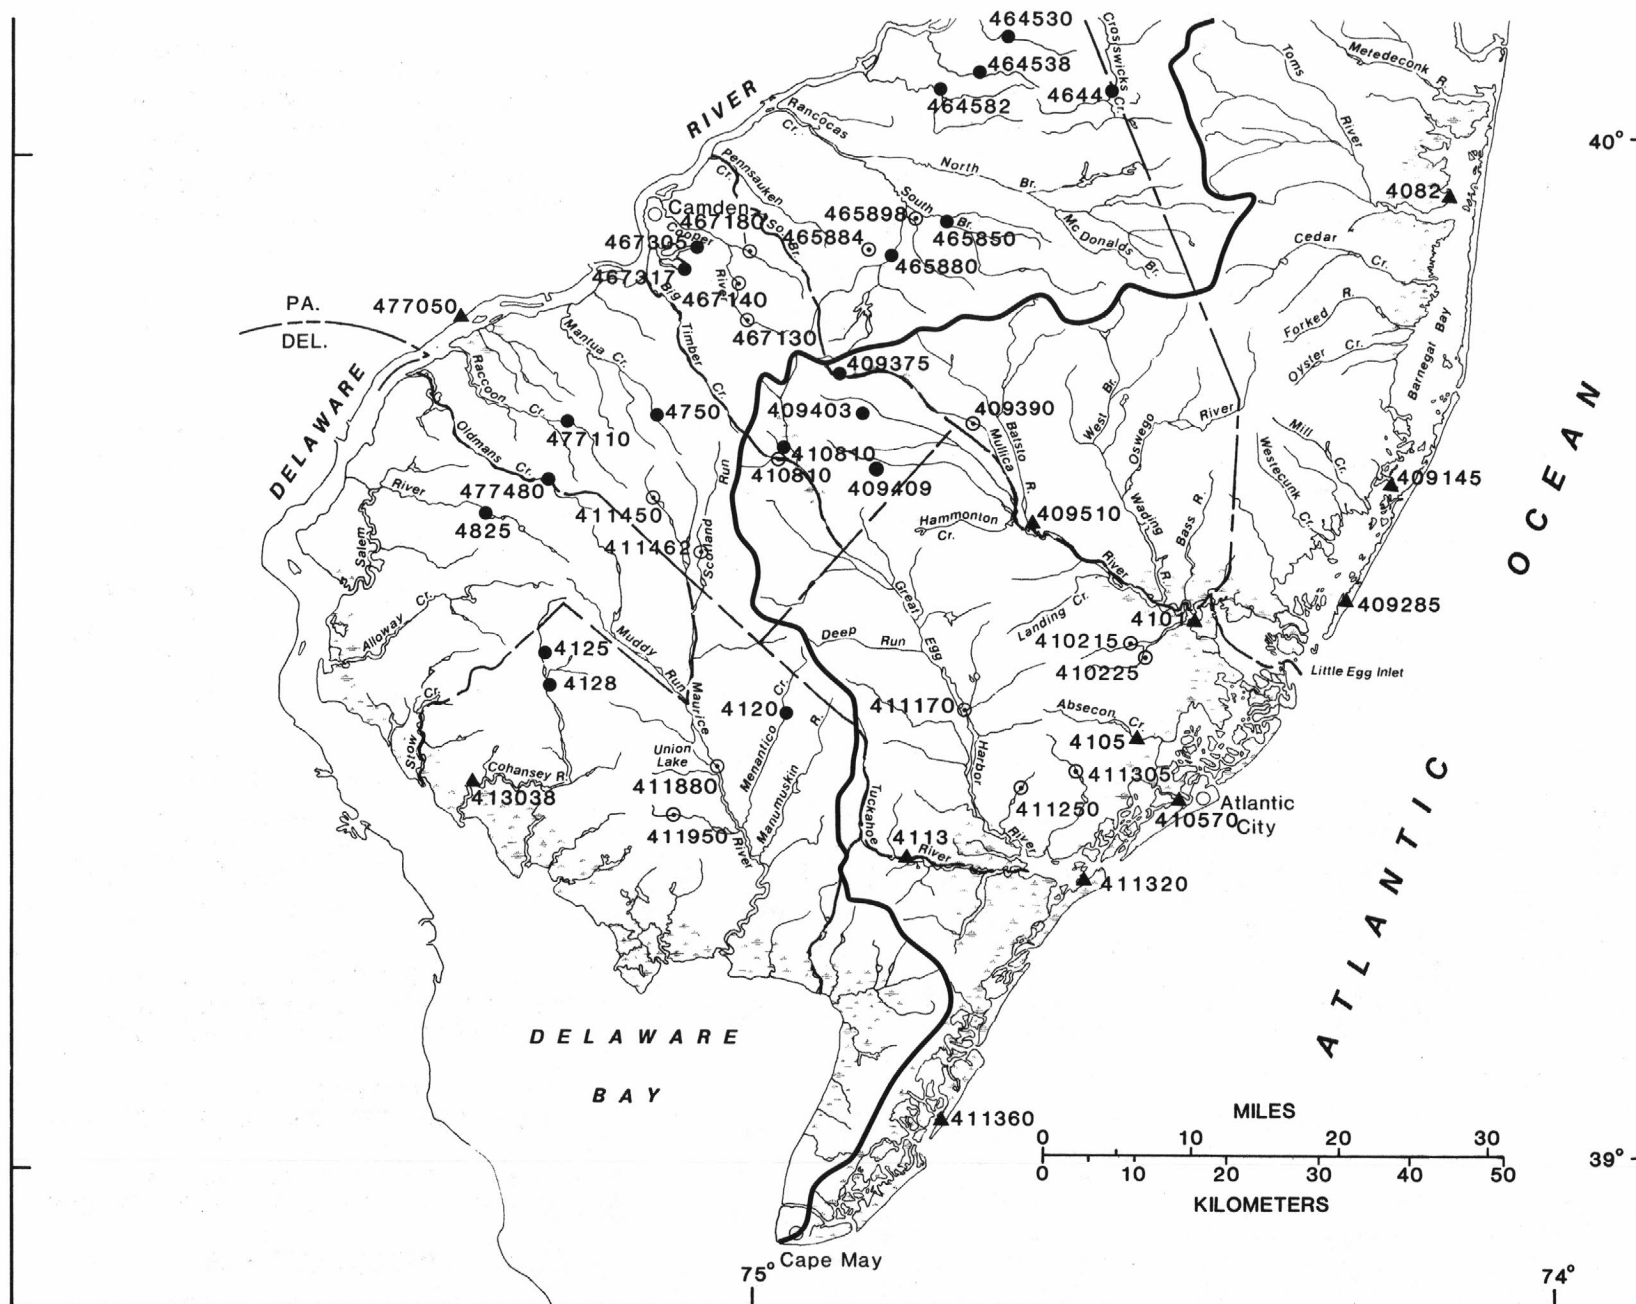 464530
464538
464582
4644
Crosswicks Cr.
Toms River
Metedeconk R.
RIVER
Rancocas Cr.
40°
Pennsauken Cr.
North Br.
South Br.
4082
Camden
467180
So. Br.
465898
465884
465850
465880
Mc Donalds Br.
467305
Cooper River
467317
467140
Big Timber Cr.
467130
Cedar Cr.
Forked R.
Oyster Cr.
Barnegat Bay
PA.
DEL.
477050
DELAWARE
Mantua Cr.
Raccoon Cr.
409375
409403
409390
4750
477110
Oldmans Cr.
477480
410810
410810
409409
Mullica River
Batsto R.
West Br.
Oswego River
Wading R.
Bass R.
Mill Cr.
Westecunk Cr.
409145
OCEAN
Salem River
4825
411450
411462
Scotland Run
Hammonton Cr.
409510
409285
Alloway Cr.
Great Egg Harbor River
Landing Cr.
4101
410215
410225
Little Egg Inlet
Deep Run
4125
4128
Muddy Run
Maurice River
4120
Menantico Cr.
Manumuskin R.
411170
Absecon Cr.
4105
Stow Cr.
Cohansey R.
413038
Union
Lake
411880
411950
Tuckahoe River
4113
411305
411250
410570
Atlantic
City
411320
ATLANTIC
DELAWARE
BAY
411360
MILES
0 10 20 30
0 10 20 30 40 50
KILOMETERS
39°
Cape May
75°
74°